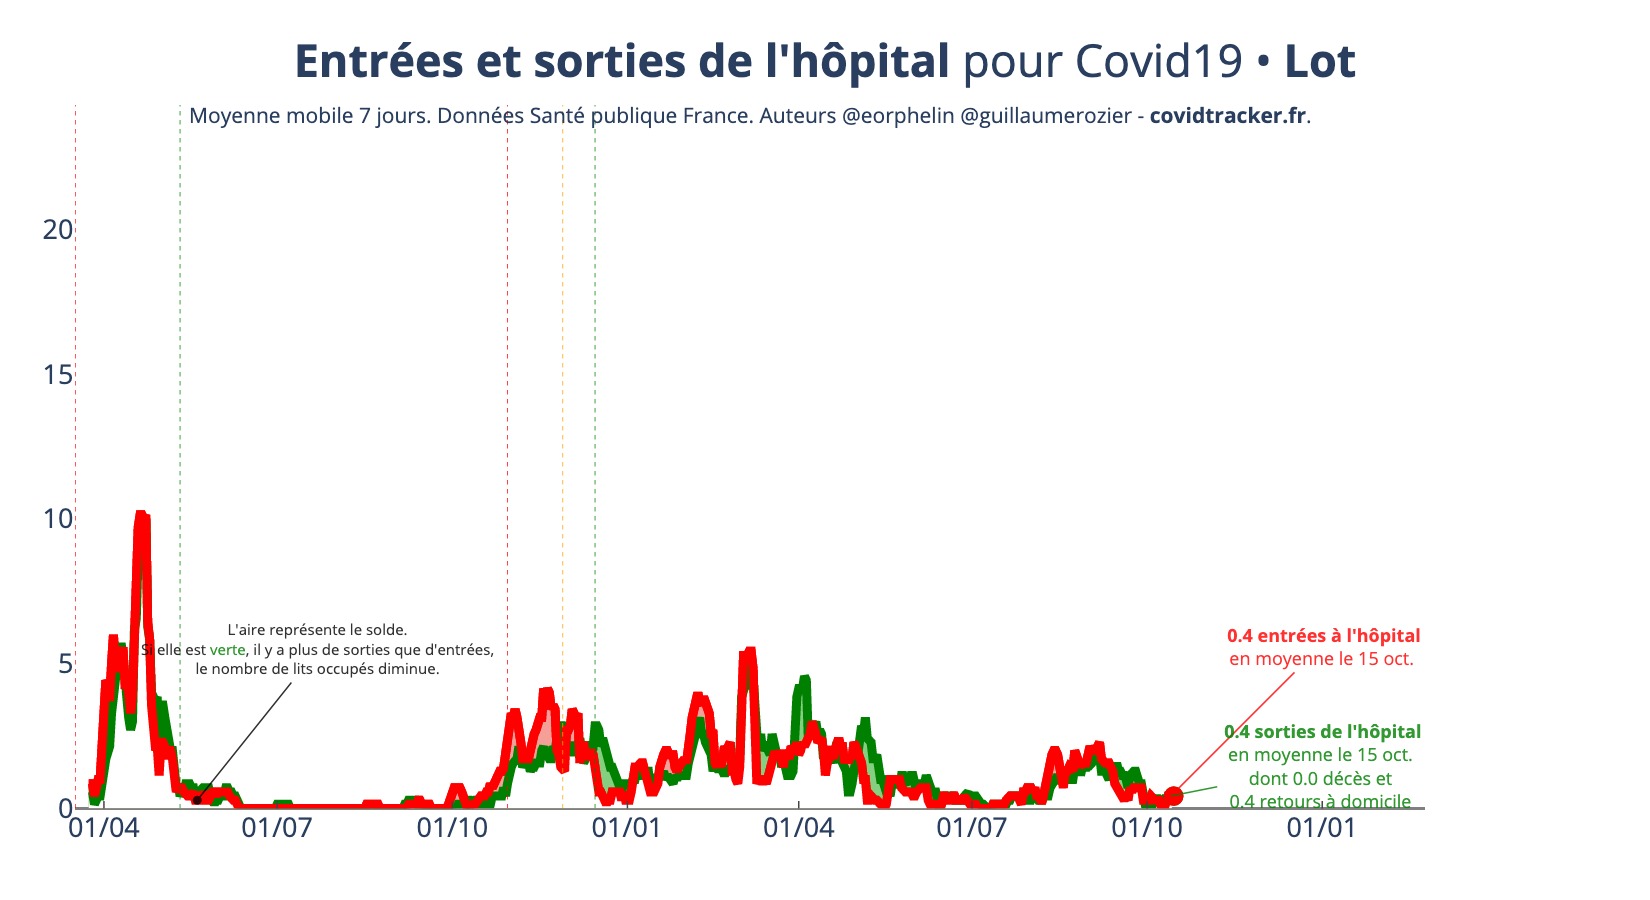 Entrées et sorties de l'hôpital pour Covid19 • Lot
Moyenne mobile 7 jours. Données Santé publique France. Auteurs @eorphelin @guillaumerozier - covidtracker.fr.
20
15
10
5
0
L'aire représente le solde.
Si elle est verte, il y a plus de sorties que d'entrées,
le nombre de lits occupés diminue.
0.4 entrées à l'hôpital
en moyenne le 15 oct.
0.4 sorties de l'hôpital
en moyenne le 15 oct.
dont 0.0 décès et
0.4 retours à domicile
01/04 01/07 01/10 01/01 01/04 01/07 01/10 01/01